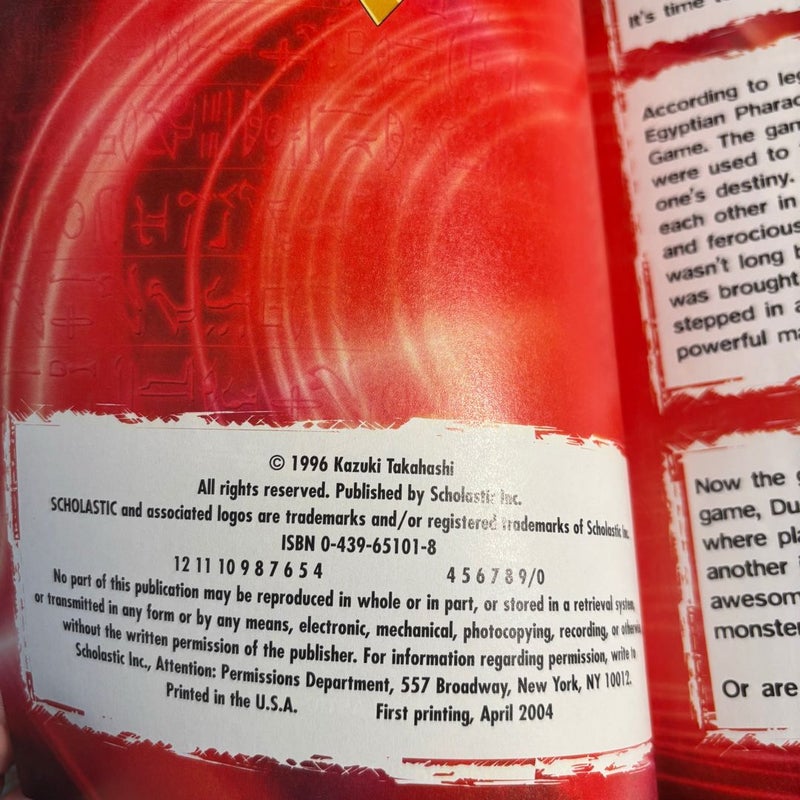 © 1996 Kazuki Takahashi
All rights reserved. Published by Scholastic Inc.
SCHOLASTIC and associated logos are trademarks and/or registered trademarks of Scholastic Inc.
ISBN 0-439-65101-8
12 11 10 9 8 7 6 5 4 4 5 6 7 8 9/0
No part of this publication may be reproduced in whole or in part, or stored in a retrieval system,
or transmitted in any form or by any means, electronic, mechanical, photocopying, recording, or otherwise
without the written permission of the publisher. For information regarding permission, write to
Scholastic Inc., Attention: Permissions Department, 557 Broadway, New York, NY 10012.
Printed in the U.S.A. First printing, April 2004
It's time
According to
Egyptian
Game. The
were used to
one's destiny.
each other in
and ferocious
wasn't long
was brought
stepped in
powerful
Now the
game,
where
another
Or are